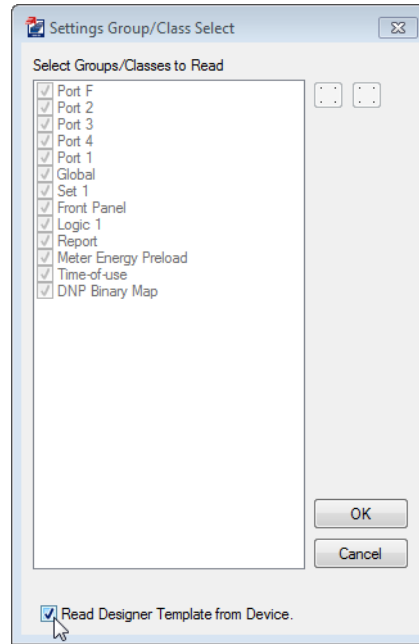 Settings Group/Class Select
Select Groups/Classes to Read
Port F
Port 2
Port 3
Port 4
Port 1
Global
Set 1
Front Panel
Logic 1
Report
Meter Energy Preload
Time-of-use
DNP Binary Map
OK
Cancel
Read Designer Template from Device.